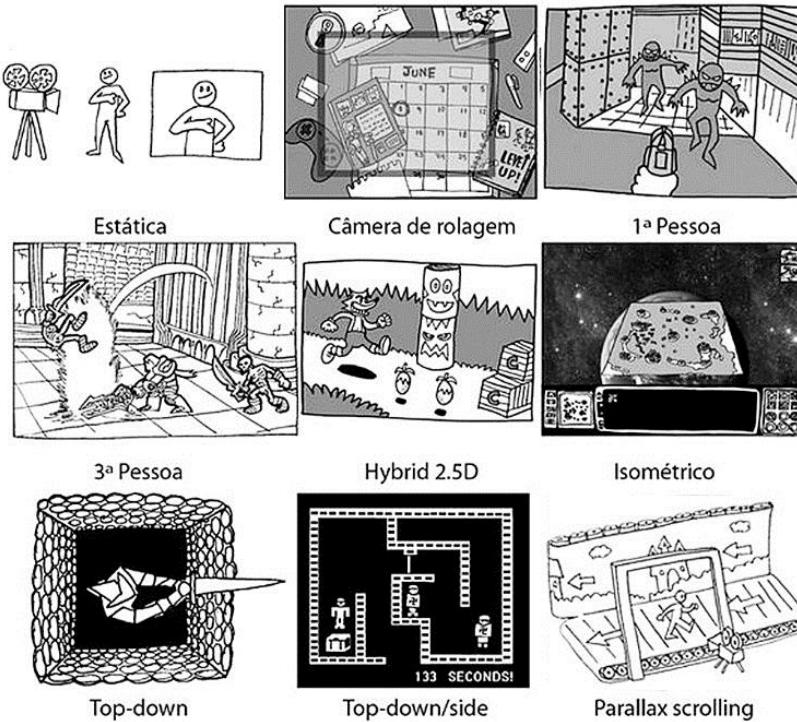 JUNE
LEVEL
UP!
Estática
Câmera de rolagem
1ª Pessoa
3ª Pessoa
Hybrid 2.5D
Isométrico
133 SECONDS!
Top-down
Top-down/side
Parallax scrolling